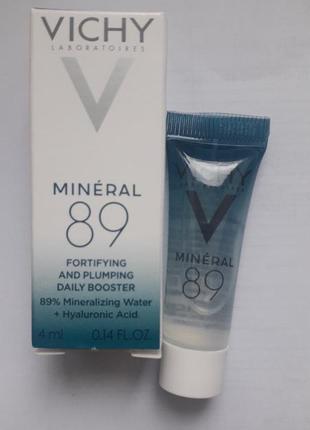 VICHY
LABORATOIRES
V
MINÉRAL
89
FORTIFYING
AND PLUMPING
DAILY BOOSTER
89% Mineralizing Water
+ Hyaluronic Acid
4 ml 0.14 FL.OZ.
VICHY
LABORATOIRES
V
MINÉRAL
89